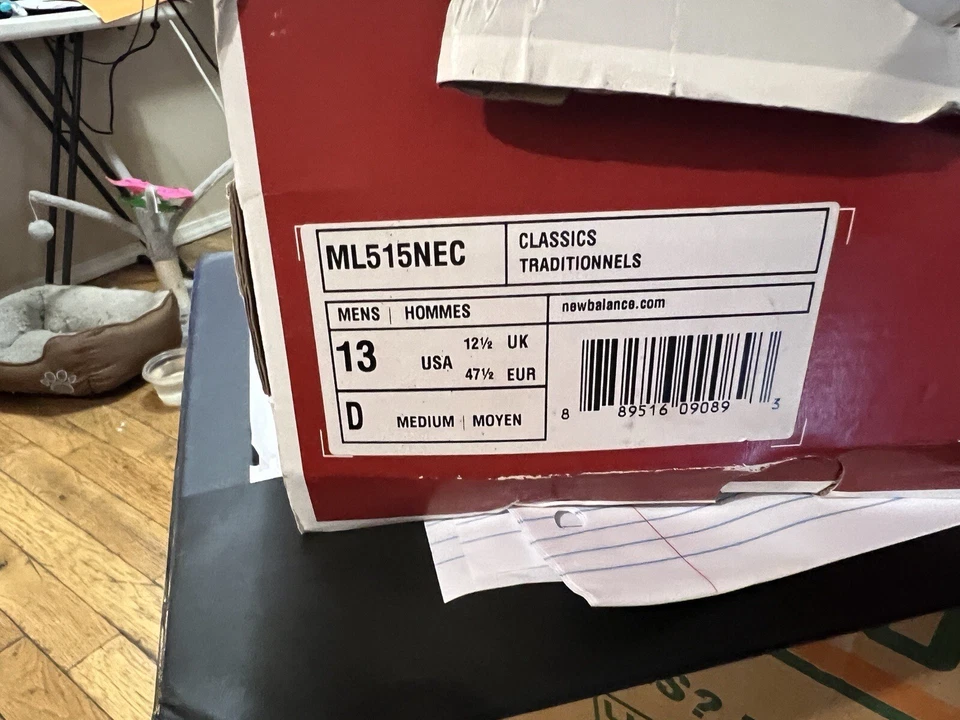 ML515NEC
CLASSICS
TRADITIONNELS
MENS | HOMMES
newbalance.com
13 USA 12½ UK
47½ EUR
D MEDIUM | MOYEN
8 89516 09089 3
S?